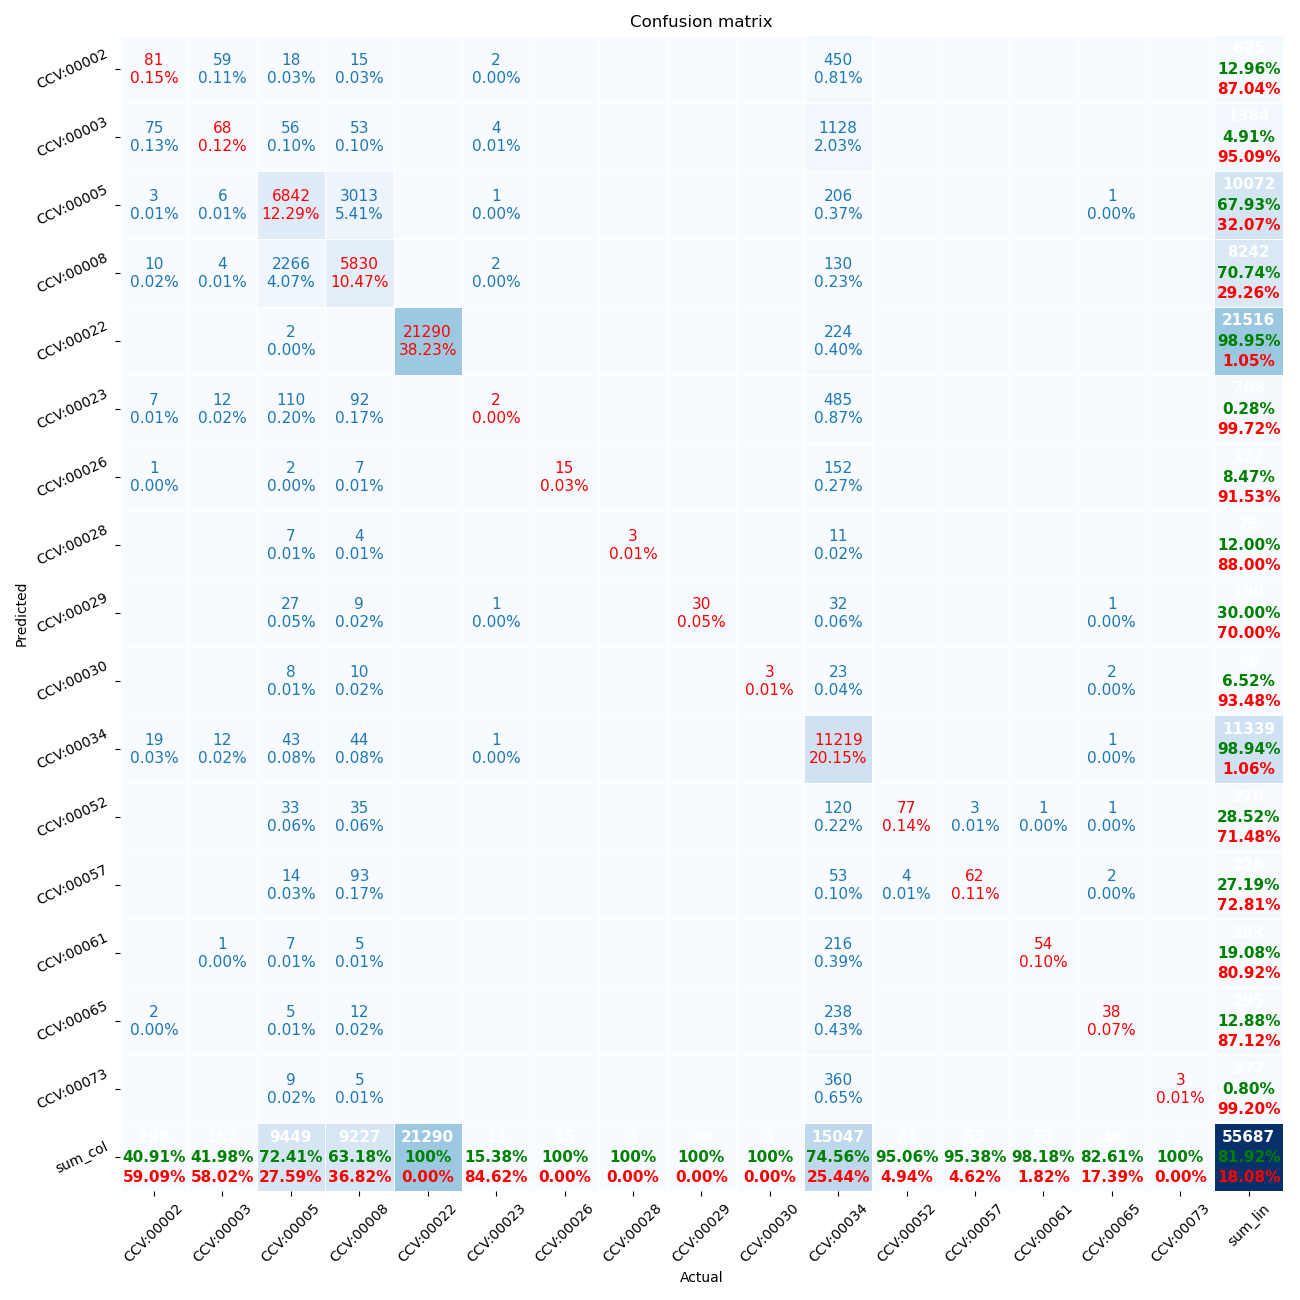 Confusion matrix
CCV:00002
81 59 18 15 2 450 625
0.15% 0.11% 0.03% 0.03% 0.00% 0.81% 12.96%
87.04%
CCV:00003
75 68 56 53 4 1128 1384
0.13% 0.12% 0.10% 0.10% 0.01% 2.03% 4.91%
95.09%
CCV:00005
3 6 6842 3013 1 206 1 10072
0.01% 0.01% 12.29% 5.41% 0.00% 0.37% 0.00% 67.93%
32.07%
CCV:00008
10 4 2266 5830 2 130 8242
0.02% 0.01% 4.07% 10.47% 0.00% 0.23% 70.74%
29.26%
CCV:00022
2 21290 224 21516
0.00% 38.23% 0.40% 98.95%
1.05%
CCV:00023
7 12 110 92 2 485 708
0.01% 0.02% 0.20% 0.17% 0.00% 0.87% 0.28%
99.72%
CCV:00026
1 2 7 15 152 177
0.00% 0.00% 0.01% 0.03% 0.27% 8.47%
91.53%
CCV:00028
7 4 3 11 25
0.01% 0.01% 0.01% 0.02% 12.00%
88.00%
CCV:00029
27 9 1 30 32 1 100
0.05% 0.02% 0.00% 0.05% 0.06% 0.00% 30.00%
70.00%
CCV:00030
8 10 3 23 2 46
0.01% 0.02% 0.01% 0.04% 0.00% 6.52%
93.48%
CCV:00034
19 12 43 44 1 11219 1 11339
0.03% 0.02% 0.08% 0.08% 0.00% 20.15% 0.00% 98.94%
1.06%
CCV:00052
33 35 120 77 3 1 1 270
0.06% 0.06% 0.22% 0.14% 0.01% 0.00% 0.00% 28.52%
71.48%
CCV:00057
14 93 53 4 62 2 228
0.03% 0.17% 0.10% 0.01% 0.11% 0.00% 27.19%
72.81%
CCV:00061
1 7 5 216 54 283
0.00% 0.01% 0.01% 0.39% 0.10% 19.08%
80.92%
CCV:00065
2 5 12 238 38 295
0.00% 0.01% 0.02% 0.43% 0.07% 12.88%
87.12%
CCV:00073
9 5 360 3 377
0.02% 0.01% 0.65% 0.01% 0.80%
99.20%
sum_col
198 162 9449 9227 21290 13 15 3 30 3 15047 81 65 55 46 3 55687
40.91% 41.98% 72.41% 63.18% 100% 15.38% 100% 100% 100% 100% 74.56% 95.06% 95.38% 98.18% 82.61% 100% 81.92%
59.09% 58.02% 27.59% 36.82% 0.00% 84.62% 0.00% 0.00% 0.00% 0.00% 25.44% 4.94% 4.62% 1.82% 17.39% 0.00% 18.08%
Predicted
CCV:00002 CCV:00003 CCV:00005 CCV:00008 CCV:00022 CCV:00023 CCV:00026 CCV:00028 CCV:00029 CCV:00030 CCV:00034 CCV:00052 CCV:00057 CCV:00061 CCV:00065 CCV:00073 sum_lin
Actual